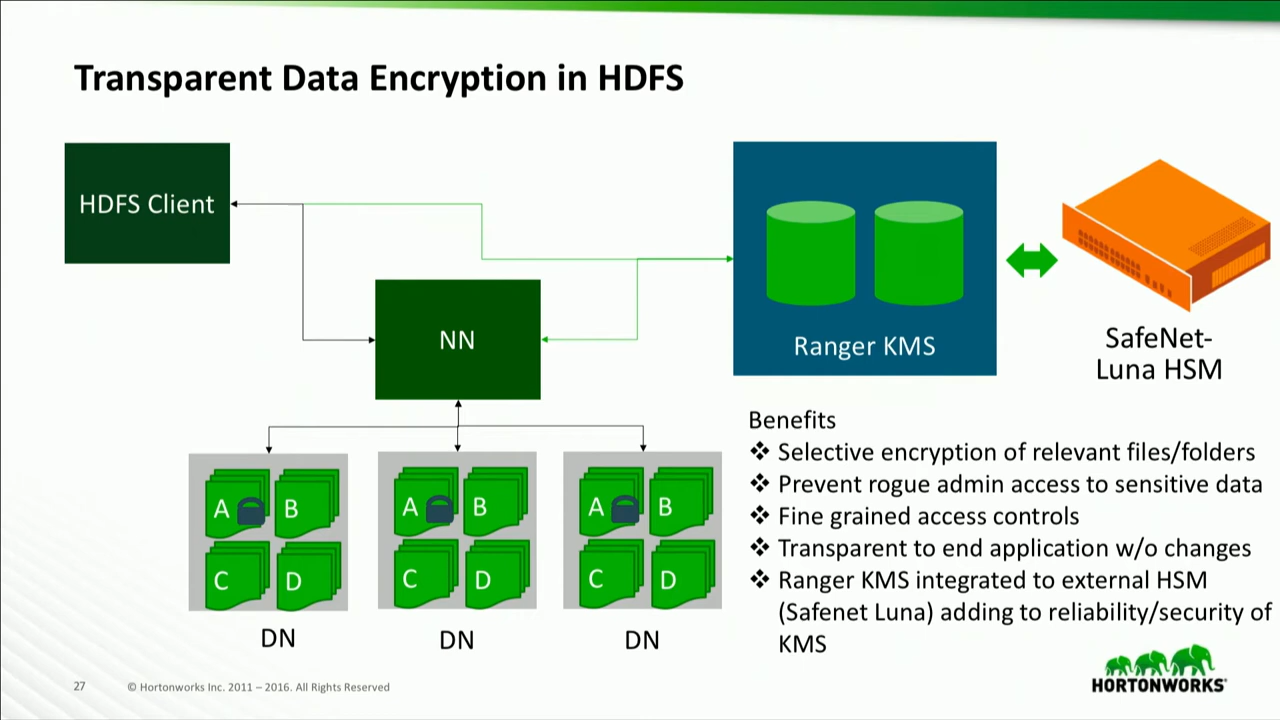 Transparent Data Encryption in HDFS
HDFS Client
NN
Ranger KMS
SafeNet-
Luna HSM
A B
C D
DN
A B
C D
DN
A B
C D
DN
Benefits
❖ Selective encryption of relevant files/folders
❖ Prevent rogue admin access to sensitive data
❖ Fine grained access controls
❖ Transparent to end application w/o changes
❖ Ranger KMS integrated to external HSM
(Safenet Luna) adding to reliability/security of
KMS
27
© Hortonworks Inc. 2011 – 2016. All Rights Reserved
HORTONWORKS